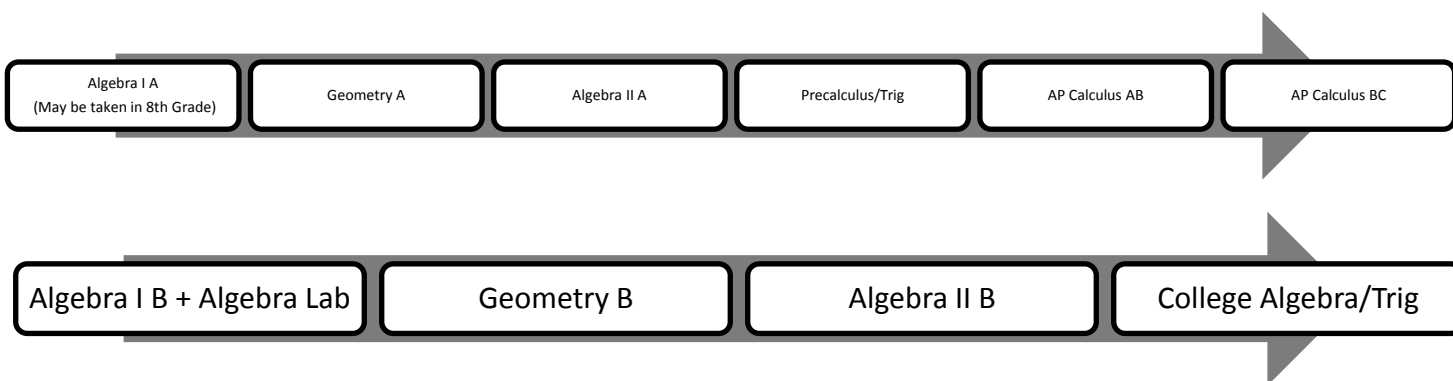 Algebra I A
(May be taken in 8th Grade)
Geometry A
Algebra II A
Precalculus/Trig
AP Calculus AB
AP Calculus BC
Algebra I B + Algebra Lab
Geometry B
Algebra II B
College Algebra/Trig